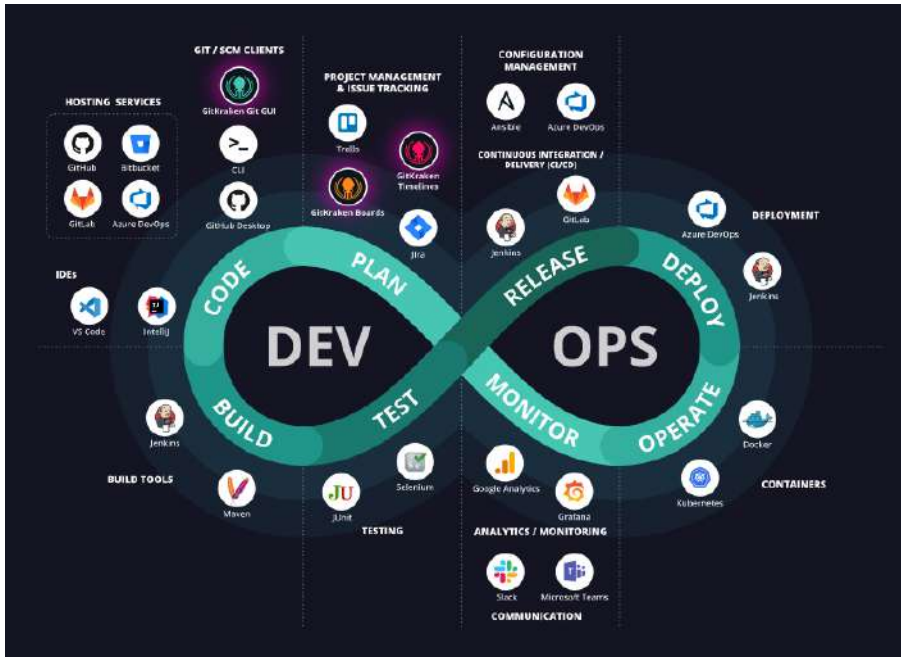 GIT / SCM CLIENTS
GitKraken Git GUI
CLI
GitHub Desktop
HOSTING SERVICES
GitHub
Bitbucket
GitLab
Azure DevOps
IDEs
VS Code
IntelliJ
PROJECT MANAGEMENT
& ISSUE TRACKING
Trello
GitKraken
Timelines
GitKraken Boards
Jira
CONFIGURATION
MANAGEMENT
Ansible
Azure DevOps
CONTINUOUS INTEGRATION /
DELIVERY (CI/CD)
GitLab
Jenkins
DEPLOYMENT
Azure DevOps
Jenkins
CODE
PLAN
RELEASE
DEPLOY
DEV
OPS
BUILD
TEST
MONITOR
OPERATE
Jenkins
Maven
BUILD TOOLS
JU
JUnit
Selenium
TESTING
Google Analytics
Grafana
ANALYTICS / MONITORING
Slack
Microsoft Teams
COMMUNICATION
Docker
Kubernetes
CONTAINERS